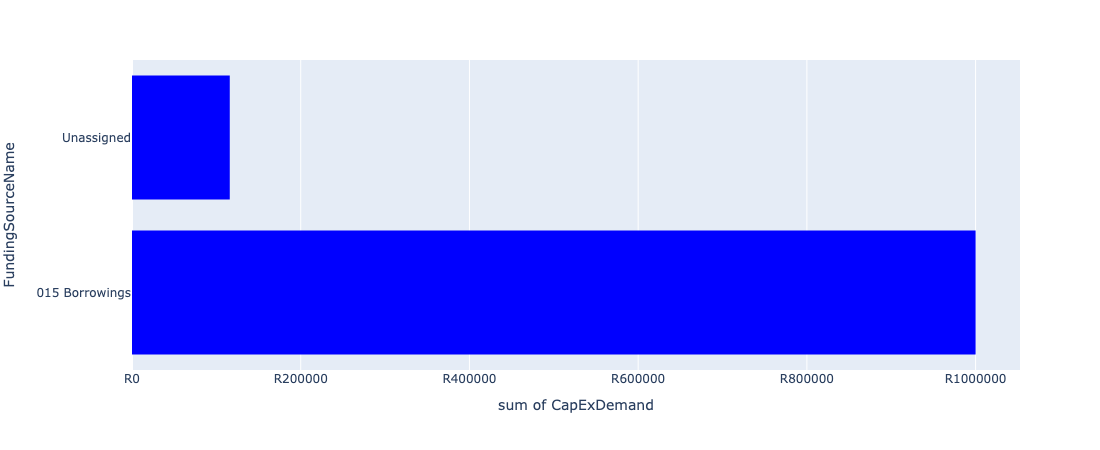 FundingSourceName
Unassigned
015 Borrowings
R0 R200000 R400000 R600000 R800000 R1000000
sum of CapExDemand